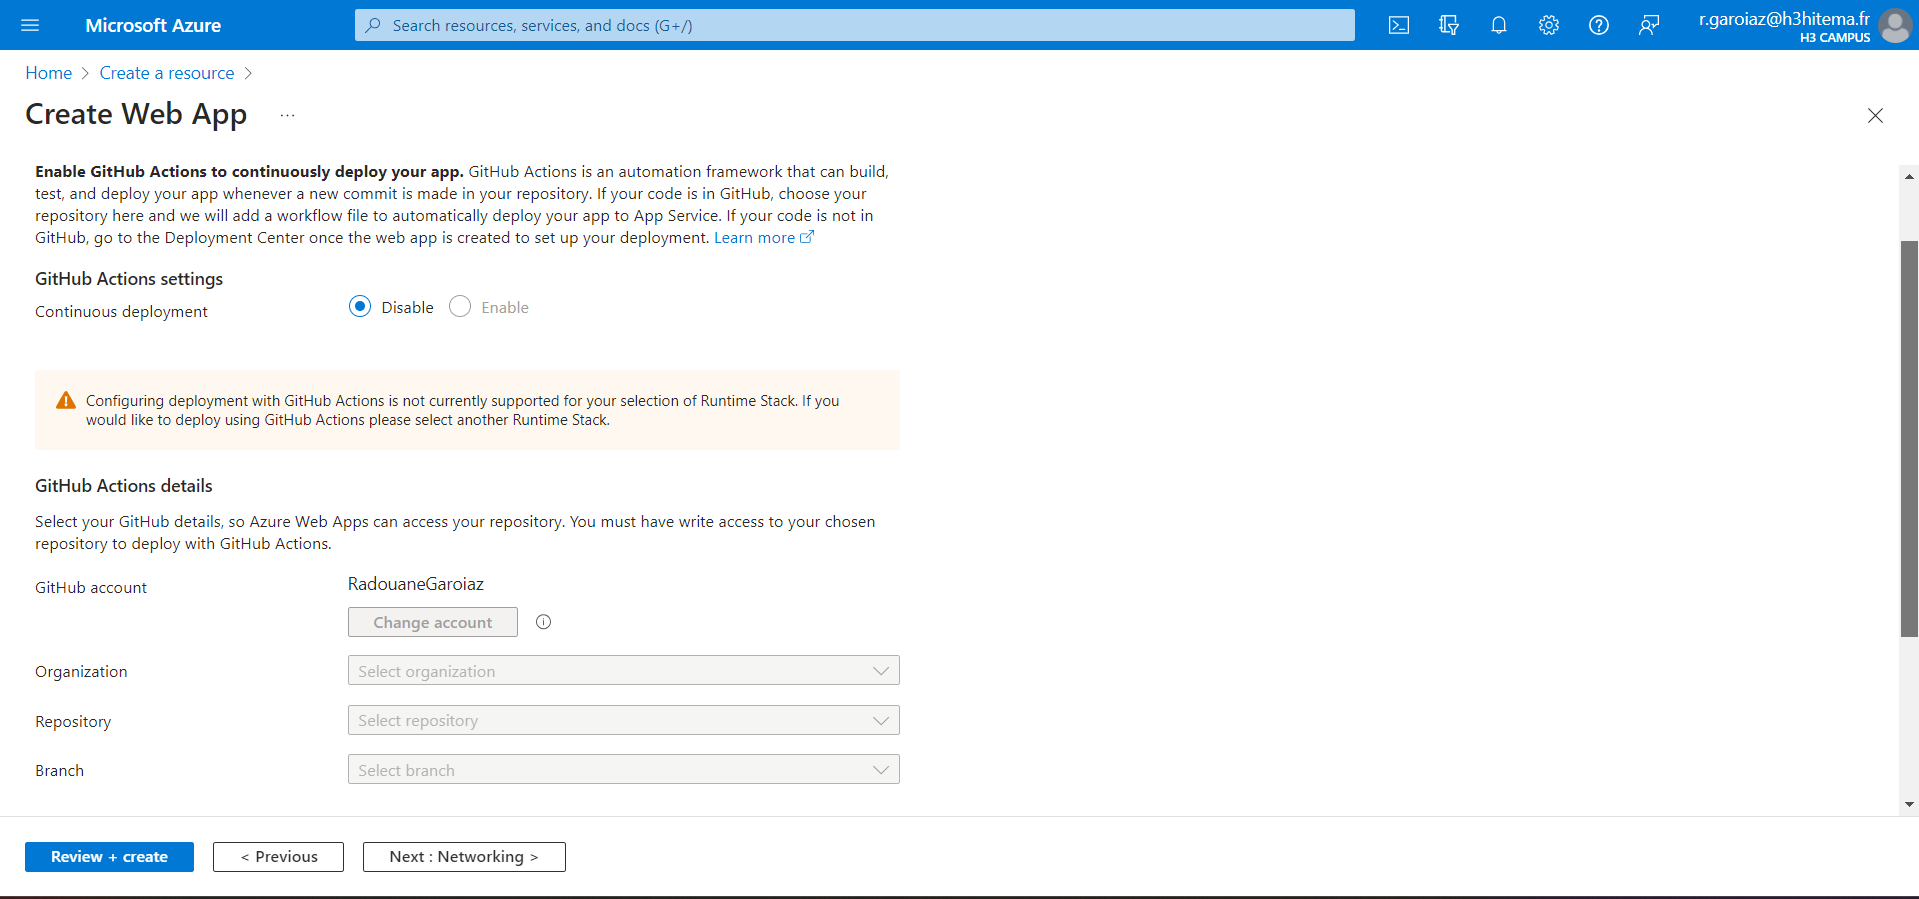 Microsoft Azure
Search resources, services, and docs (G+/)
r.garoiaz@h3hitema.fr
H3 CAMPUS
Home > Create a resource >
Create Web App ...
Enable GitHub Actions to continuously deploy your app. GitHub Actions is an automation framework that can build,
test, and deploy your app whenever a new commit is made in your repository. If your code is in GitHub, choose your
repository here and we will add a workflow file to automatically deploy your app to App Service. If your code is not in
GitHub, go to the Deployment Center once the web app is created to set up your deployment. Learn more
GitHub Actions settings
Continuous deployment Disable Enable
Configuring deployment with GitHub Actions is not currently supported for your selection of Runtime Stack. If you
would like to deploy using GitHub Actions please select another Runtime Stack.
GitHub Actions details
Select your GitHub details, so Azure Web Apps can access your repository. You must have write access to your chosen
repository to deploy with GitHub Actions.
GitHub account RadouaneGaroiaz
Change account
Organization Select organization
Repository Select repository
Branch Select branch
Review + create < Previous Next : Networking >